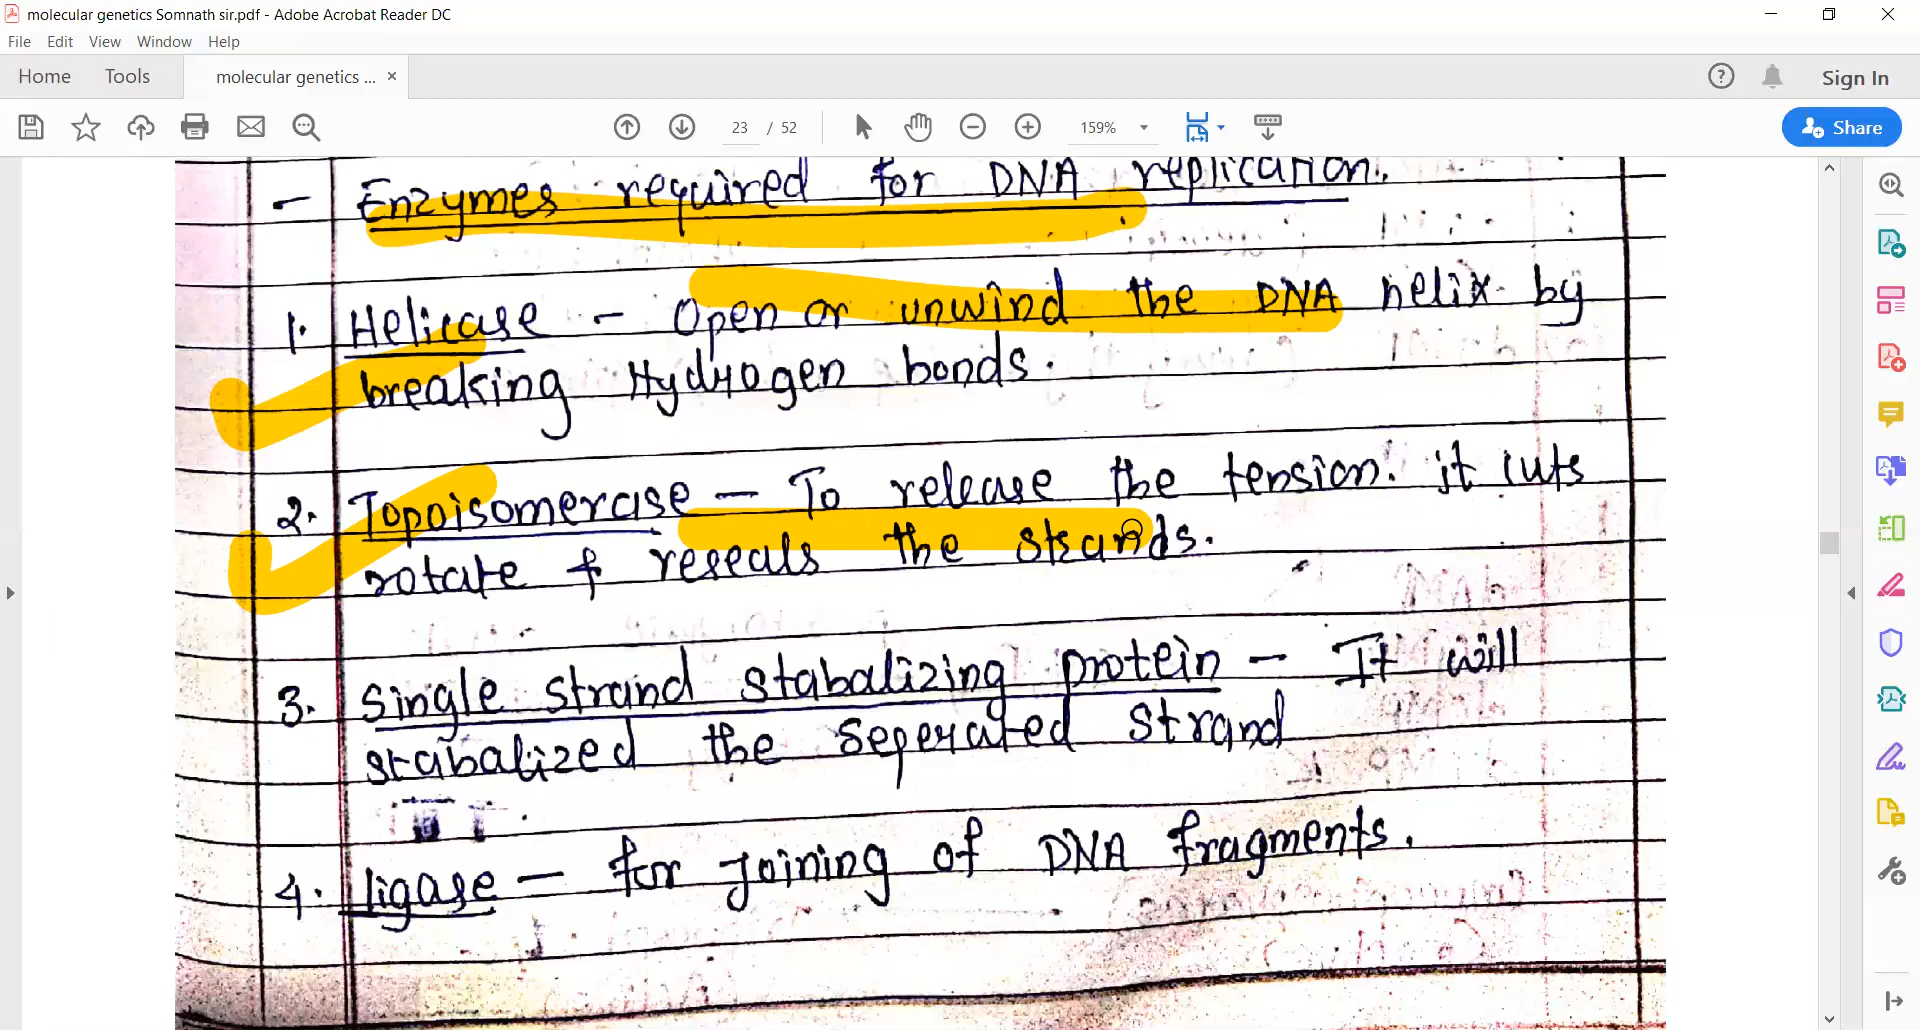 molecular genetics Somnath sir.pdf - Adobe Acrobat Reader DC
File Edit View Window Help
Home Tools molecular genetics ... × Sign In
23 / 52 159% Share
- Enzymes required for DNA replication.
1. Helicase - Open or unwind the DNA helix by
breaking Hydrogen bonds.
2. Topoisomerase - To release the tension. it cuts
rotate & reseals the strands.
3. Single strand stabalizing protein - It will
stabalized the seperated strand
4. ligase - for joining of DNA fragments.